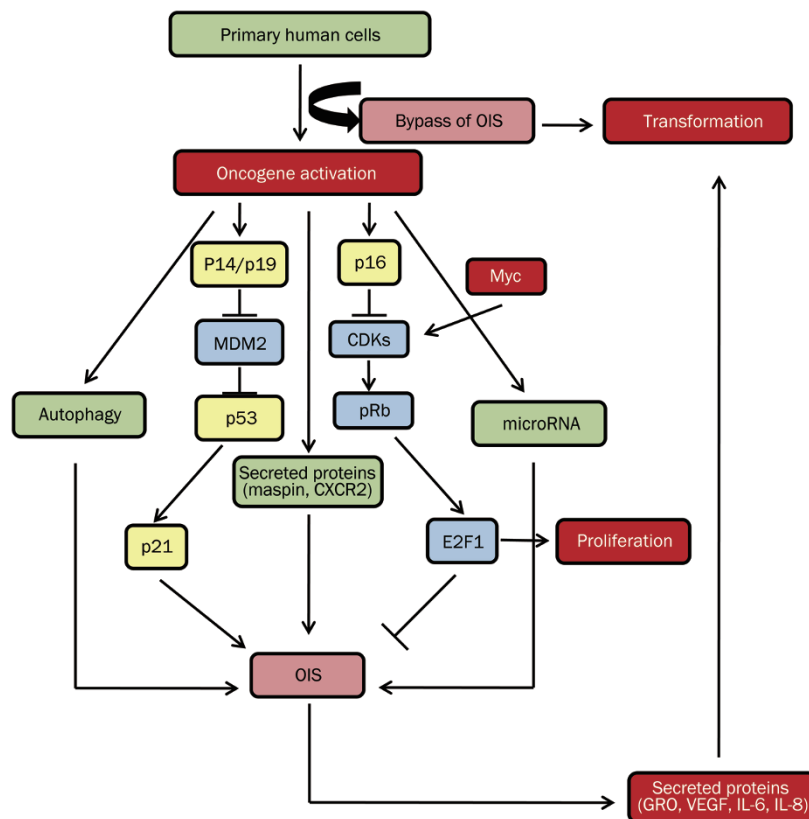 Primary human cells
Bypass of OIS
Transformation
Oncogene activation
P14/p19
p16
Myc
MDM2
CDKs
Autophagy
p53
pRb
microRNA
Secreted proteins
(maspin, CXCR2)
p21
E2F1
Proliferation
OIS
Secreted proteins
(GRO, VEGF, IL-6, IL-8)